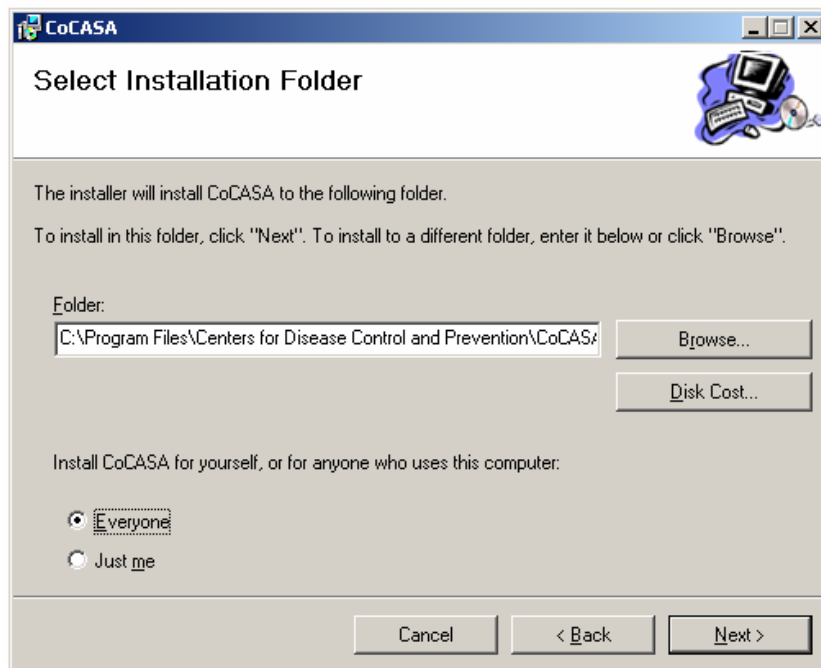 CoCASA
Select Installation Folder
The installer will install CoCASA to the following folder.
To install in this folder, click "Next". To install to a different folder, enter it below or click "Browse".
Folder:
C:\Program Files\Centers for Disease Control and Prevention\CoCASA
Browse...
Disk Cost...
Install CoCASA for yourself, or for anyone who uses this computer:
Everyone
Just me
Cancel
< Back
Next >